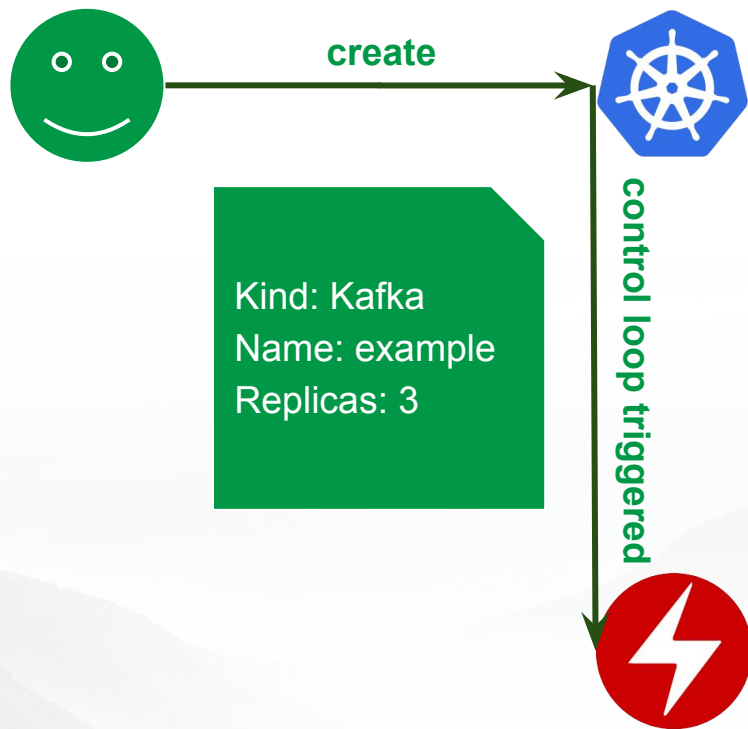 create
Kind: Kafka
Name: example
Replicas: 3
control loop triggered